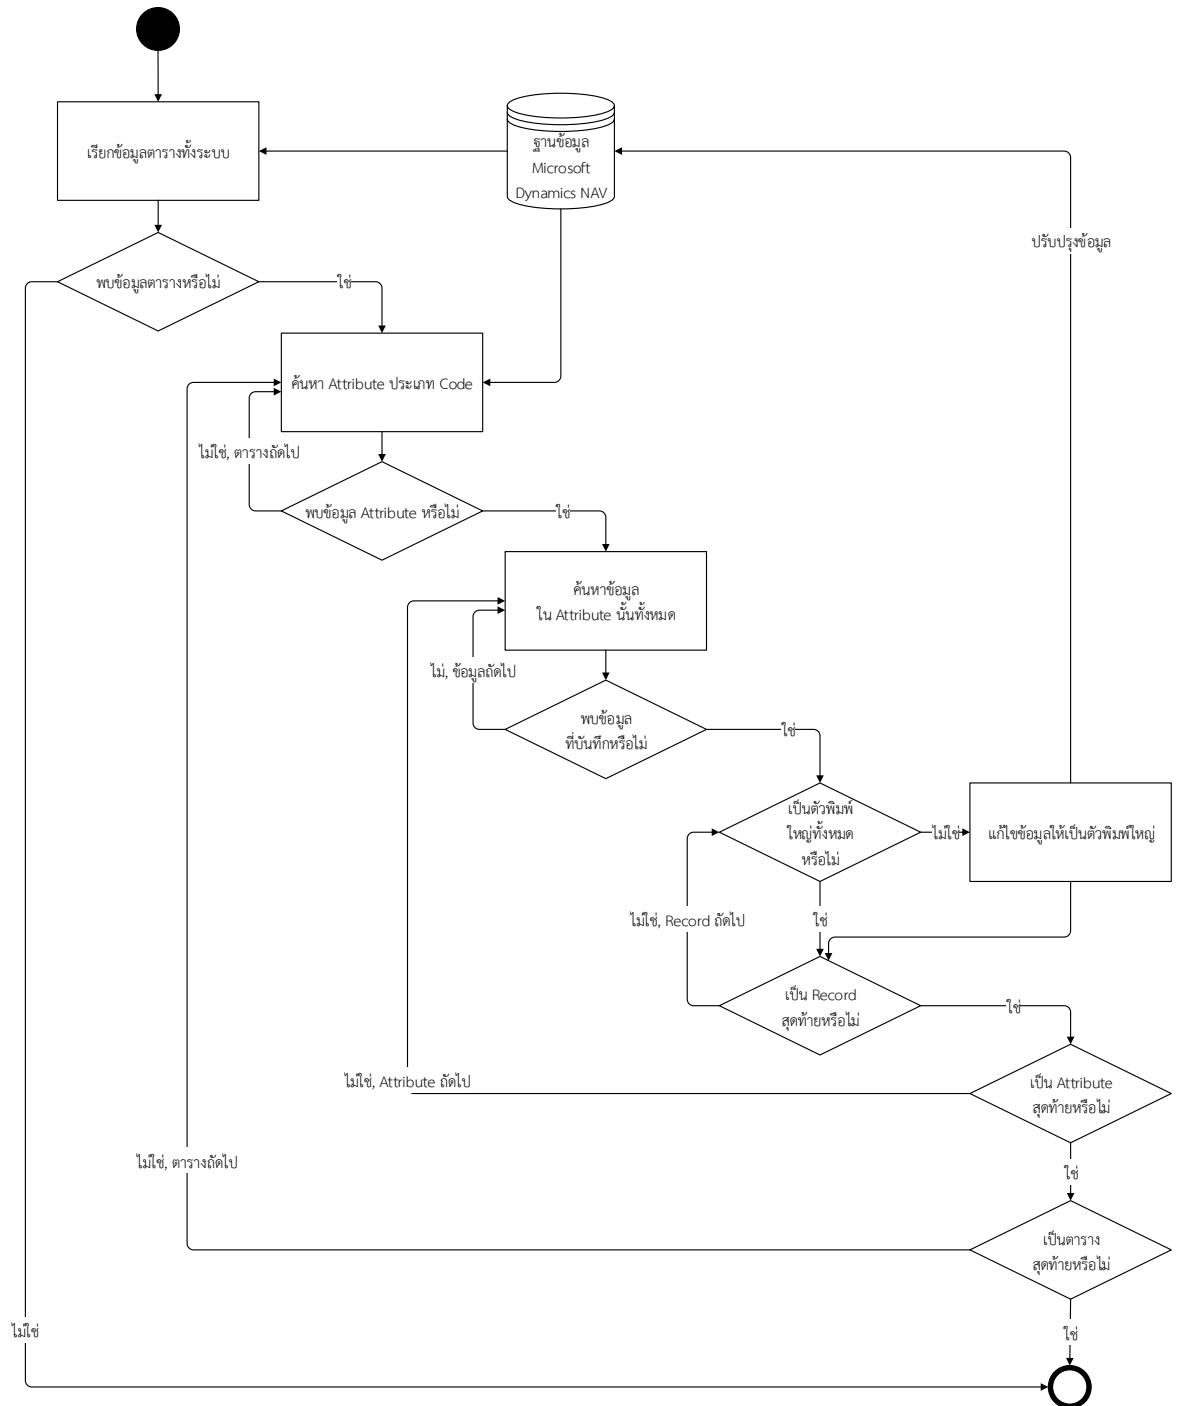 เรียกข้อมูลตารางทั้งระบบ
ฐานข้อมูล
Microsoft
Dynamics NAV
ปรับปรุงข้อมูล
พบข้อมูลตารางหรือไม่
ใช่
ค้นหา Attribute ประเภท Code
ไม่ใช่, ตารางถัดไป
พบข้อมูล Attribute หรือไม่
ใช่
ค้นหาข้อมูล
ใน Attribute นั้นทั้งหมด
ไม่, ข้อมูลถัดไป
พบข้อมูล
ที่บันทึกหรือไม่
ใช่
เป็นตัวพิมพ์
ใหญ่ทั้งหมด
หรือไม่
ไม่ใช่
แก้ไขข้อมูลให้เป็นตัวพิมพ์ใหญ่
ไม่ใช่, Record ถัดไป
ใช่
เป็น Record
สุดท้ายหรือไม่
ใช่
ไม่ใช่, Attribute ถัดไป
เป็น Attribute
สุดท้ายหรือไม่
ไม่ใช่, ตารางถัดไป
ใช่
เป็นตาราง
สุดท้ายหรือไม่
ไม่ใช่
ใช่